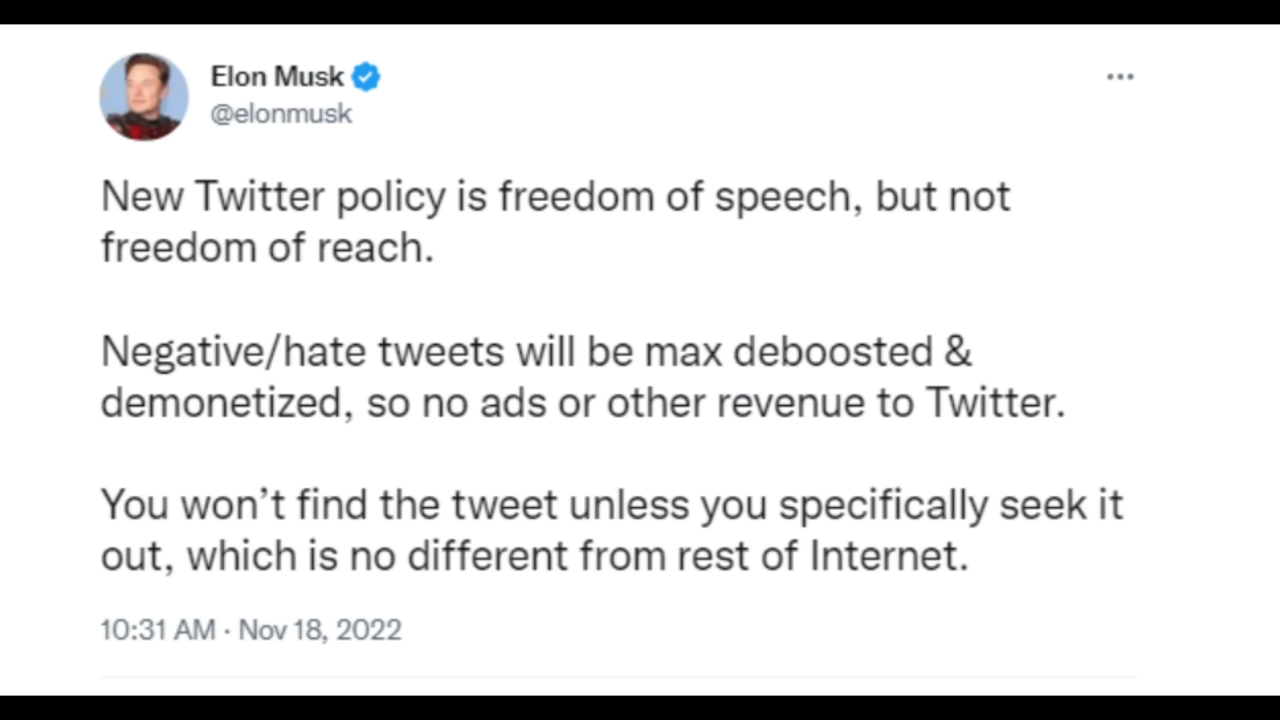 Elon Musk
@elonmusk
New Twitter policy is freedom of speech, but not
freedom of reach.
Negative/hate tweets will be max deboosted &
demonetized, so no ads or other revenue to Twitter.
You won’t find the tweet unless you specifically seek it
out, which is no different from rest of Internet.
10:31 AM · Nov 18, 2022